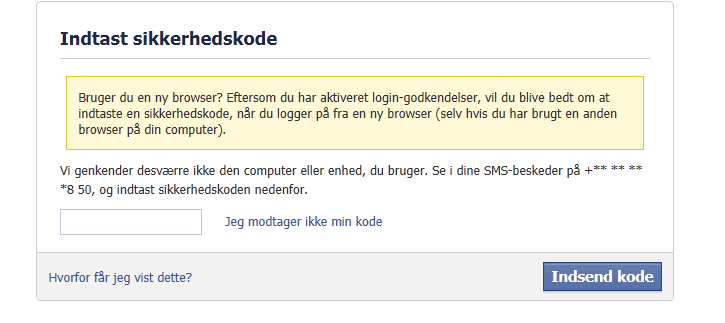 Indtast sikkerhedskode
Bruger du en ny browser? Eftersom du har aktiveret login-godkendelser, vil du blive bedt om at
indtaste en sikkerhedskode, når du logger på fra en ny browser (selv hvis du har brugt en anden
browser på din computer).
Vi genkender desværre ikke den computer eller enhed, du bruger. Se i dine SMS-beskeder på +** ** **
*8 50, og indtast sikkerhedskoden nedenfor.
Jeg modtager ikke min kode
Hvorfor får jeg vist dette?
Indsend kode